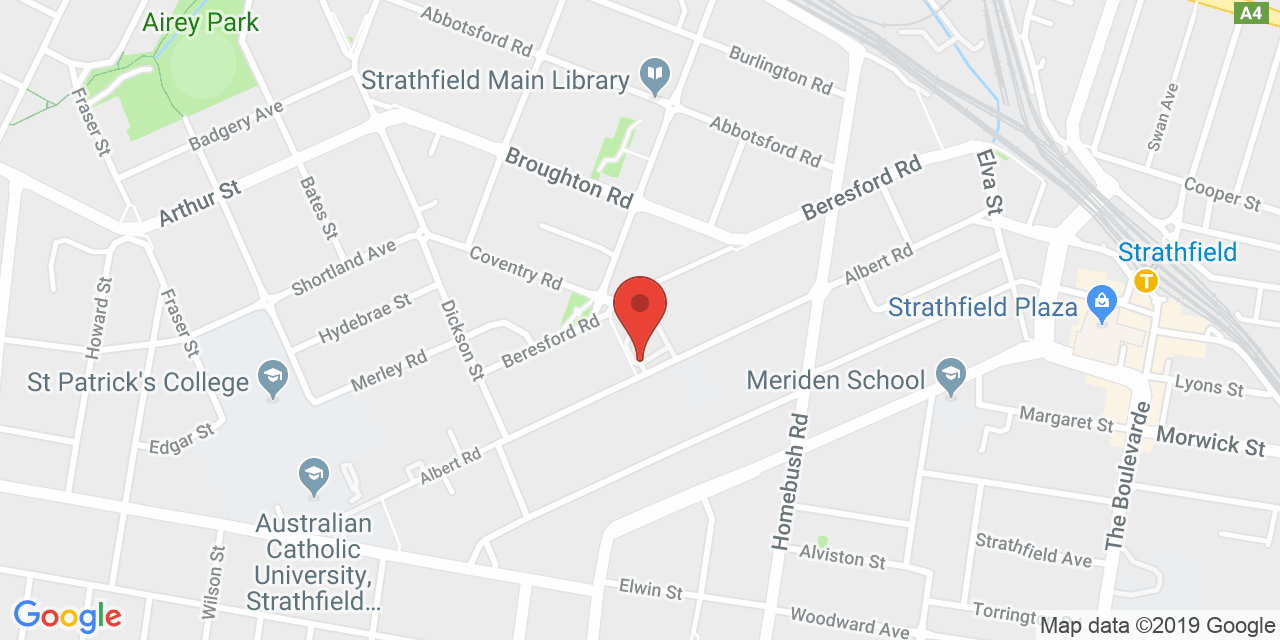 Airey Park
A4
Abbotsford Rd
Burlington Rd
Strathfield Main Library
Fraser St
Badgery Ave
Abbotsford Rd
Swan Ave
Broughton Rd
Elva St
Beresford Rd
Cooper St
Arthur St
Bates St
Shortland Ave
Coventry Rd
Albert Rd
Strathfield
T
Howard St
Fraser St
Hydebrae St
Dickson St
Beresford Rd
Strathfield Plaza
Merley Rd
St Patrick's College
Meriden School
Lyons St
Margaret St
Morwick St
Edgar St
Albert Rd
Homebush Rd
The Boulevarde
Australian
Catholic
University,
Strathfield...
Wilson St
Alviston St
Strathfield Ave
Elwin St
Woodward Ave
Google
Map data ©2019 Google